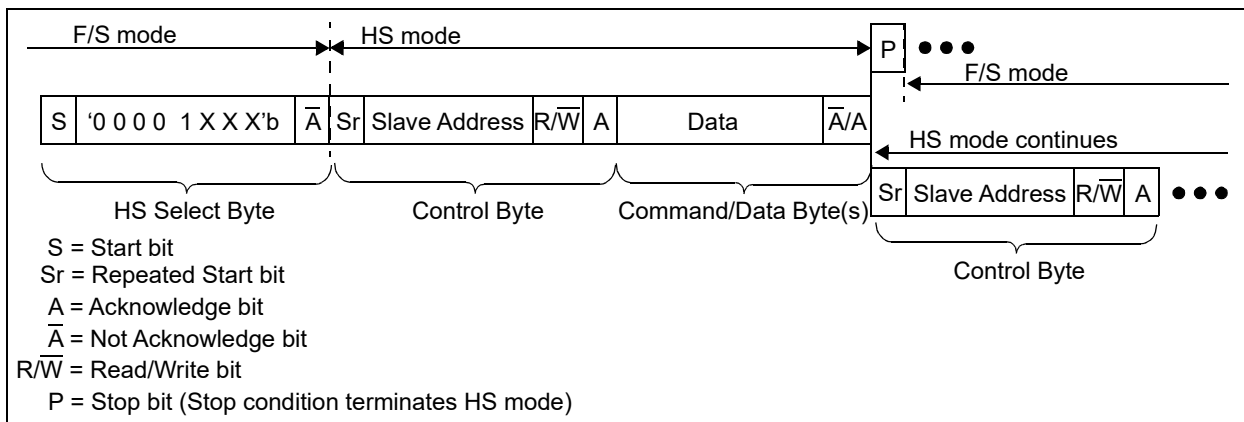 F/S mode
HS mode
P
F/S mode
S '0 0 0 0 1 X X X'b A̅ Sr Slave Address R/W̅ A Data A̅/A
HS mode continues
Sr Slave Address R/W̅ A
HS Select Byte
Control Byte
Command/Data Byte(s)
Control Byte
S = Start bit
Sr = Repeated Start bit
A = Acknowledge bit
A̅ = Not Acknowledge bit
R/W̅ = Read/Write bit
P = Stop bit (Stop condition terminates HS mode)